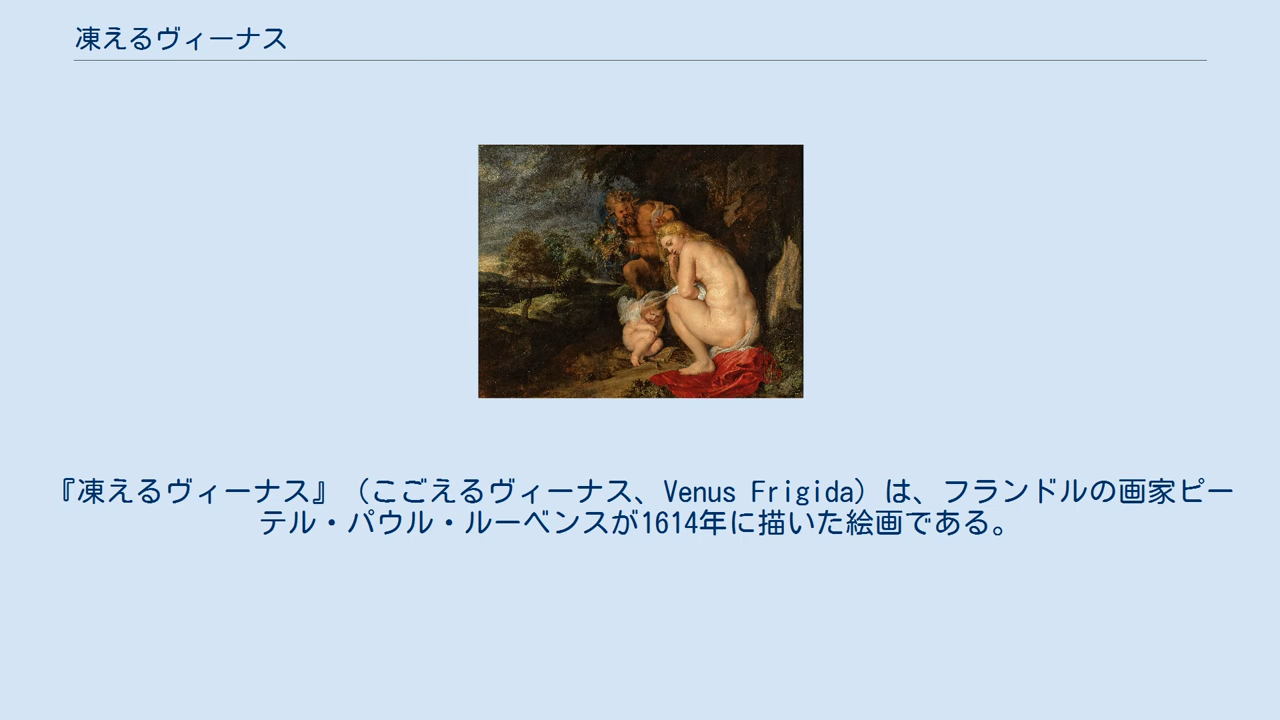 凍えるヴィーナス
『凍えるヴィーナス』（こごえるヴィーナス、Venus Frigida）は、フランドルの画家ピー
テル・パウル・ルーベンスが1614年に描いた絵画である。